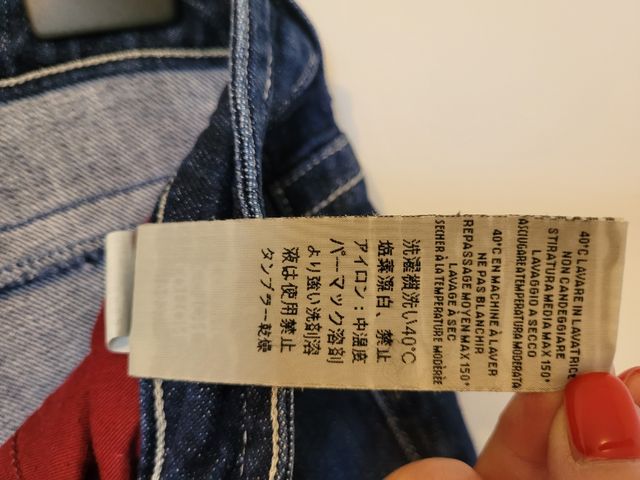 40°C LAVARE IN LAVATRICE
NON CANDEGGIARE
STIRATURA MEDIA MAX 150°
LAVAGGIO A SECCO
ASCUGARE A TEMPERATURA MODERATA
40°C EN MACHINE À LAVER
NE PAS BLANCHIR
REPASSAGE MOYEN MAX 150°
LAVAGE À SEC
SECHER À LA TEMPÉRATURE MODÉRÉE
洗濯機洗い40°C
塩素漂白、禁止
アイロン：中温度
パーマック溶剤
より強い洗剤溶
液は使用禁止
タンブラー乾燥